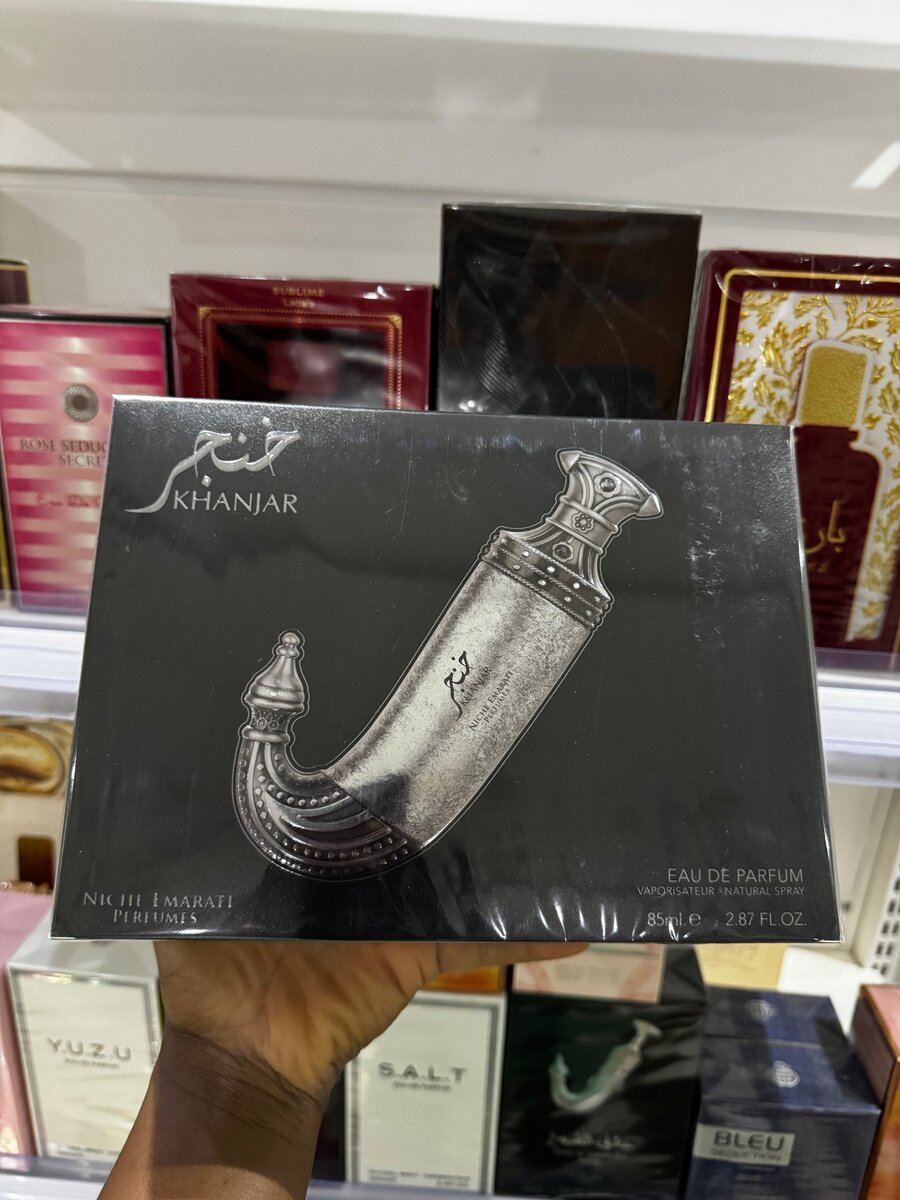 SUBLIME
ROSE SEDUC
SECRE
خنجر
KHANJAR
خنجر
KHANJAR
NICHE EMARATI
PERFUMES
NICHE EMARATI
PERFUMES
EAU DE PARFUM
VAPORISATEUR NATURAL SPRAY
85ml.e 2.87 FL.OZ.
Y.U.Z.U
S.A.L.T
BLEU
SEDUCTION